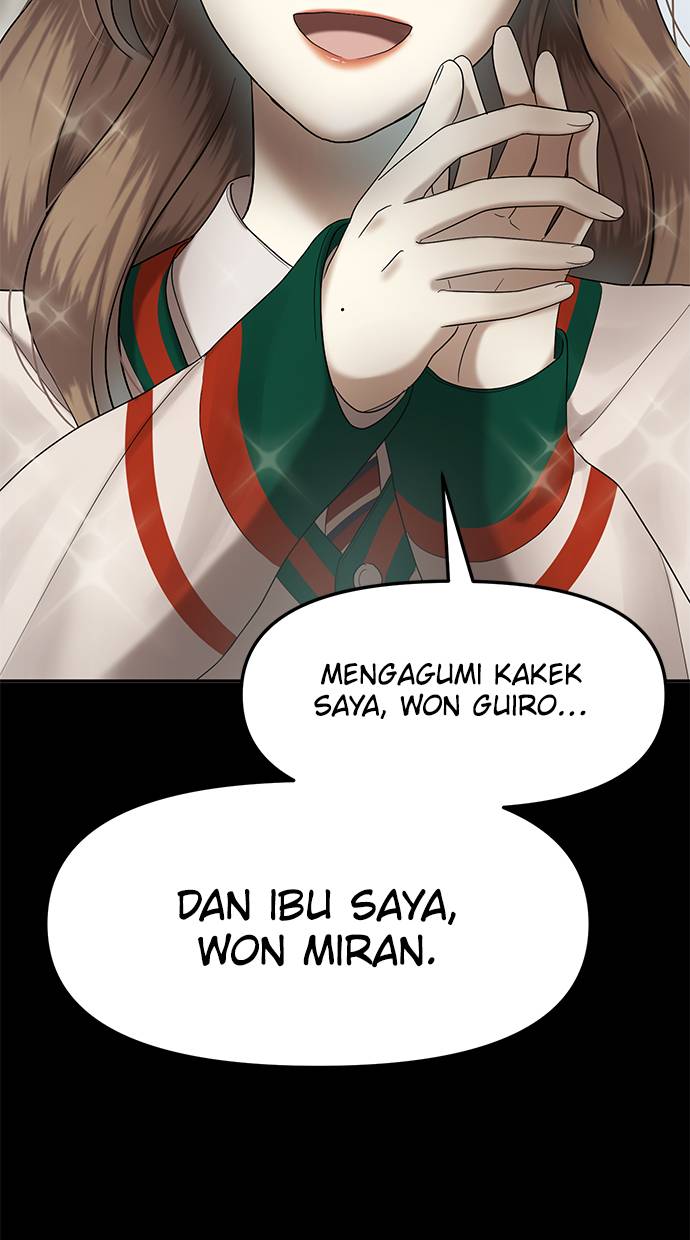 MENGAGUMI KAKEK
SAYA, WON GUIRO...
DAN IBU SAYA,
WON MIRAN.